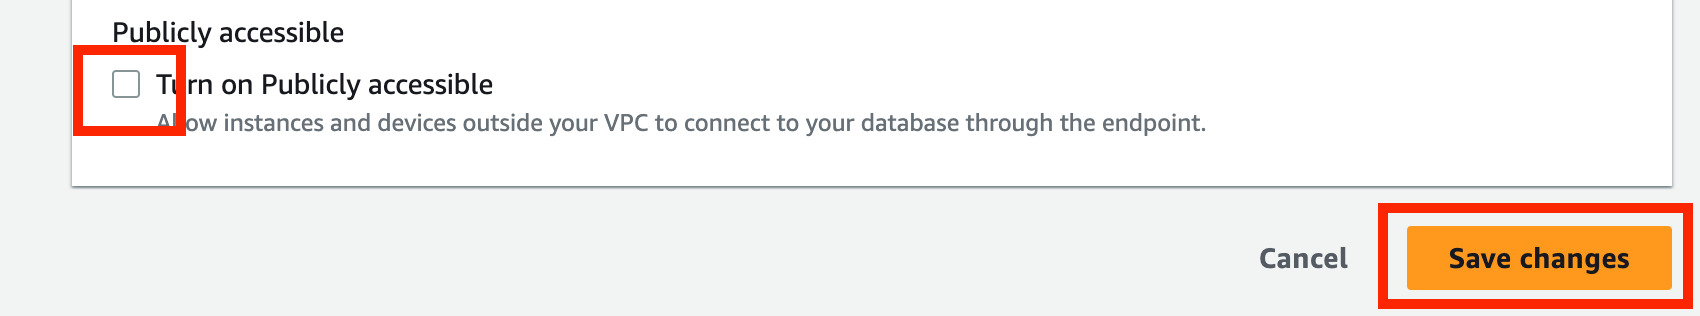 Publicly accessible
Turn on Publicly accessible
Allow instances and devices outside your VPC to connect to your database through the endpoint.
Cancel
Save changes